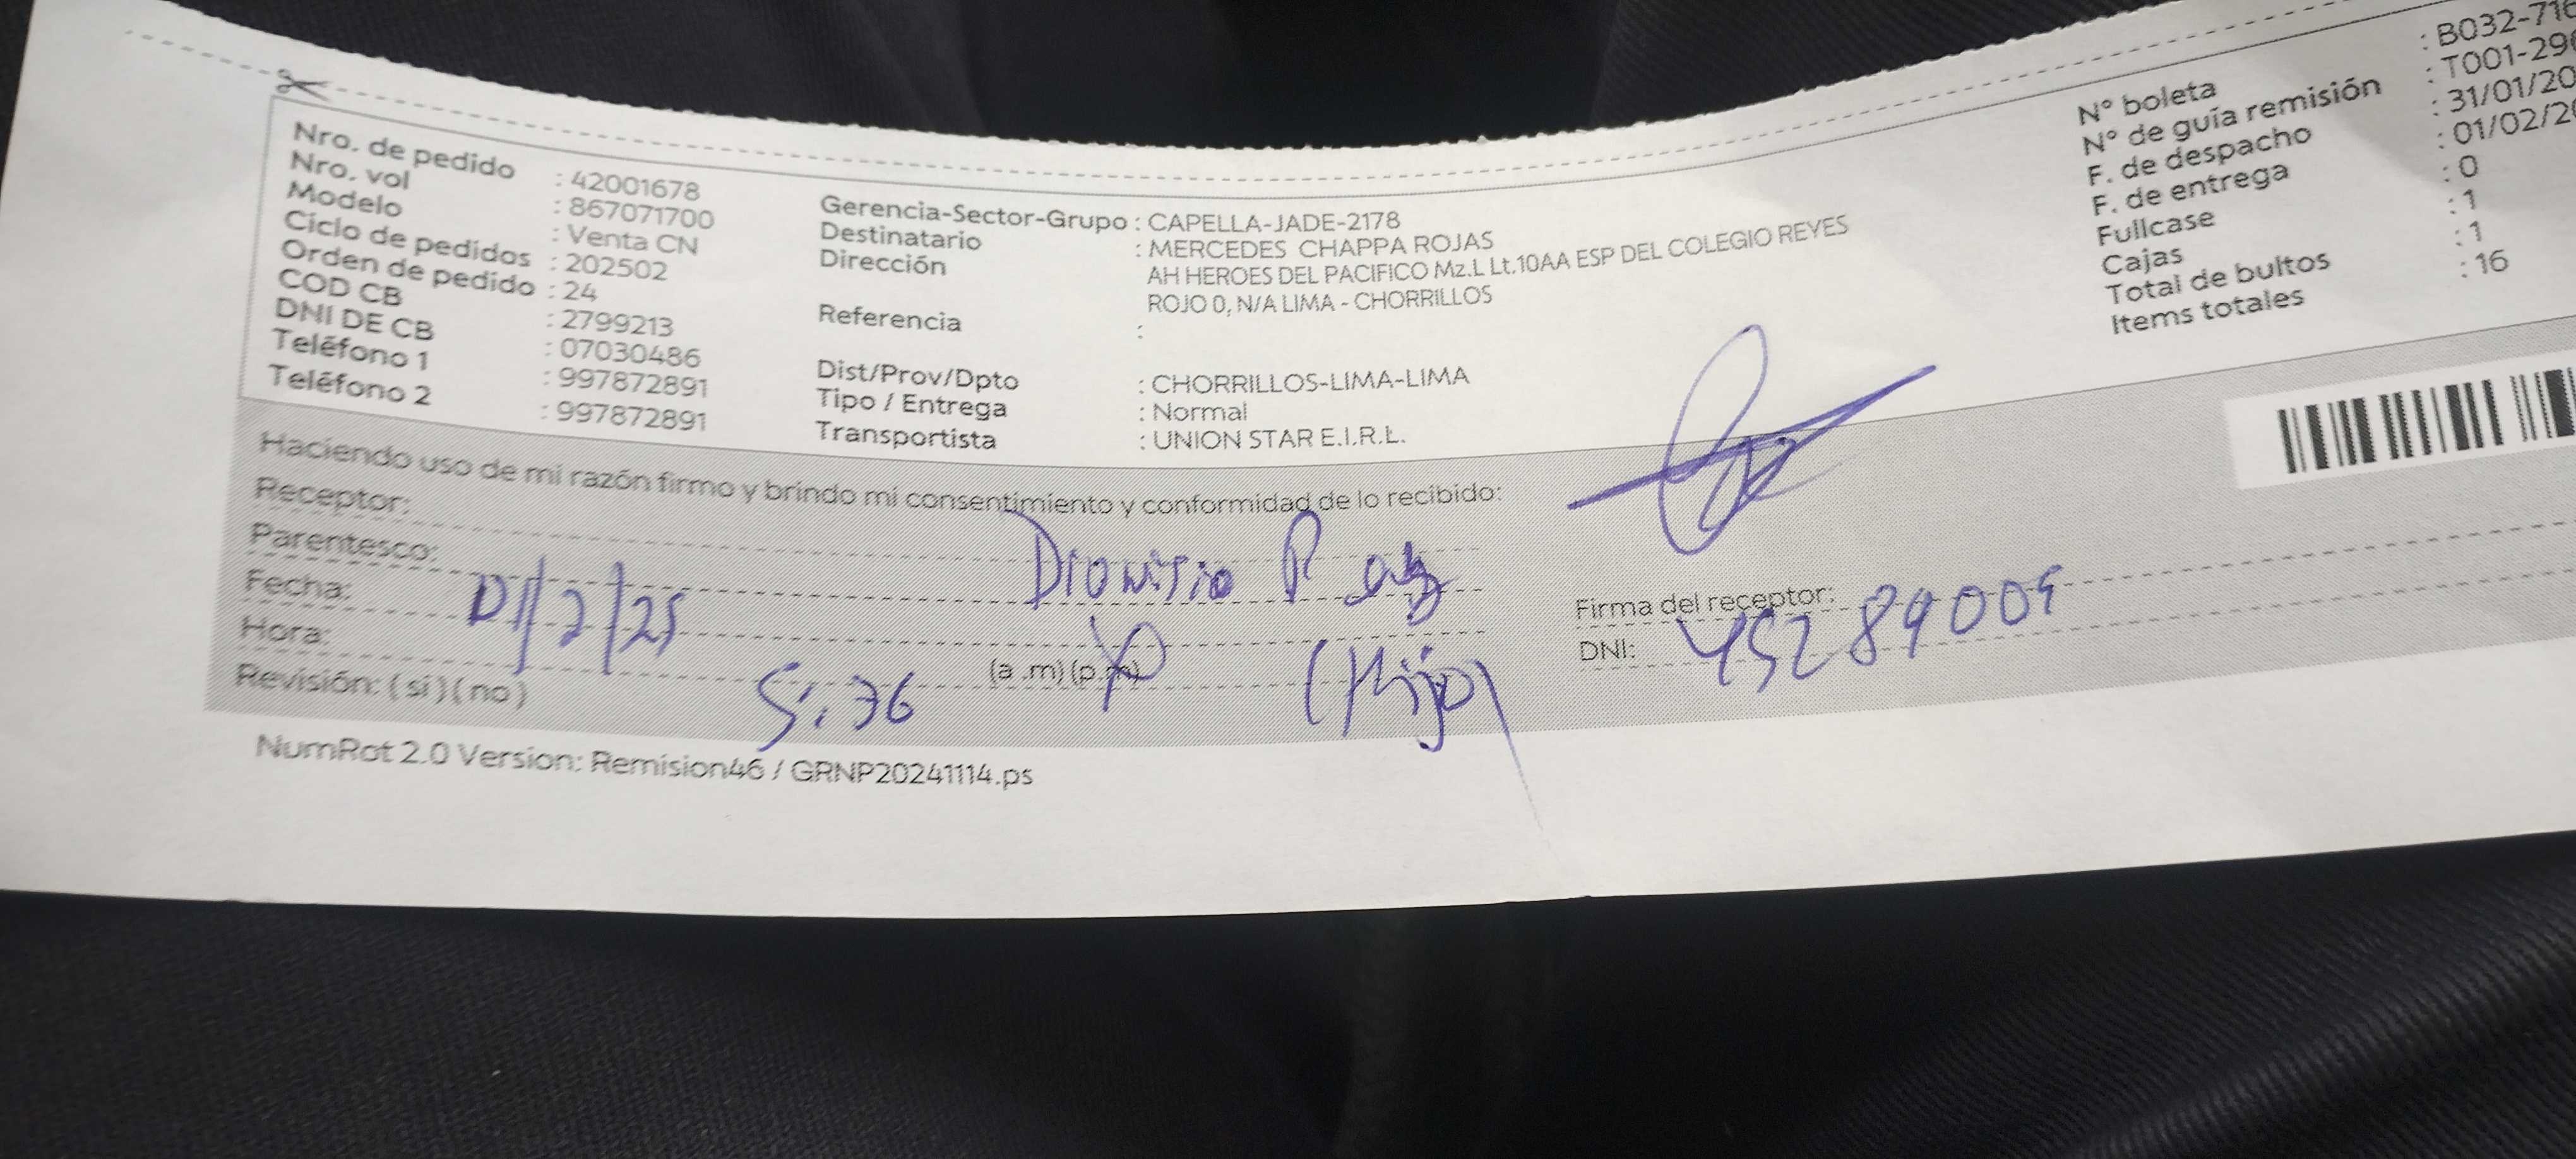 Nro. de pedido : 42001678
Nro. vol : 867071700
Modelo : Venta CN
Ciclo de pedidos : 202502
Orden de pedido : 24
COD CB : 2799213
DNI DE CB : 07030486
Teléfono 1 : 997872891
Teléfono 2 : 997872891
Gerencia-Sector-Grupo : CAPELLA-JADE-2178
Destinatario : MERCEDES CHAPPA ROJAS
Dirección AH HEROES DEL PACIFICO Mz.L Lt.10AA ESP DEL COLEGIO REYES
ROJO 0, N/A LIMA - CHORRILLOS
Referencia :
Dist/Prov/Dpto : CHORRILLOS-LIMA-LIMA
Tipo / Entrega : Normal
Transportista : UNION STAR E.I.R.L.
N° boleta : B032-716
N° de guía remisión : T001-290
F. de despacho : 31/01/20
F. de entrega : 01/02/20
Fullcase : 0
Cajas : 1
Total de bultos : 1
Items totales : 16
Haciendo uso de mi razón firmo y brindo mi consentimiento y conformidad de lo recibido:
Receptor: Dionisio
Parentesco: (Hijo)
Fecha: 01/2/25
Hora: 5:36 (a.m) (p.m)
Revisión: (si) (no)
Firma del receptor:
DNI:
NumRot 2.0 Version: Remision46 / GRNP20241114.ps